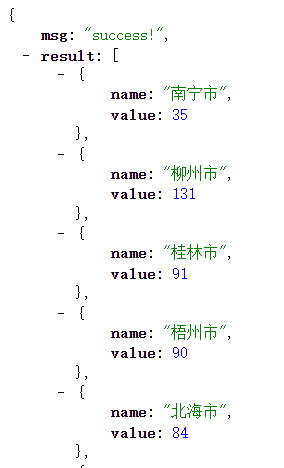 {
msg: "success!",
- result: [
- {
name: "南宁市",
value: 35
},
- {
name: "柳州市",
value: 131
},
- {
name: "桂林市",
value: 91
},
- {
name: "梧州市",
value: 90
},
- {
name: "北海市",
value: 84
},
- {